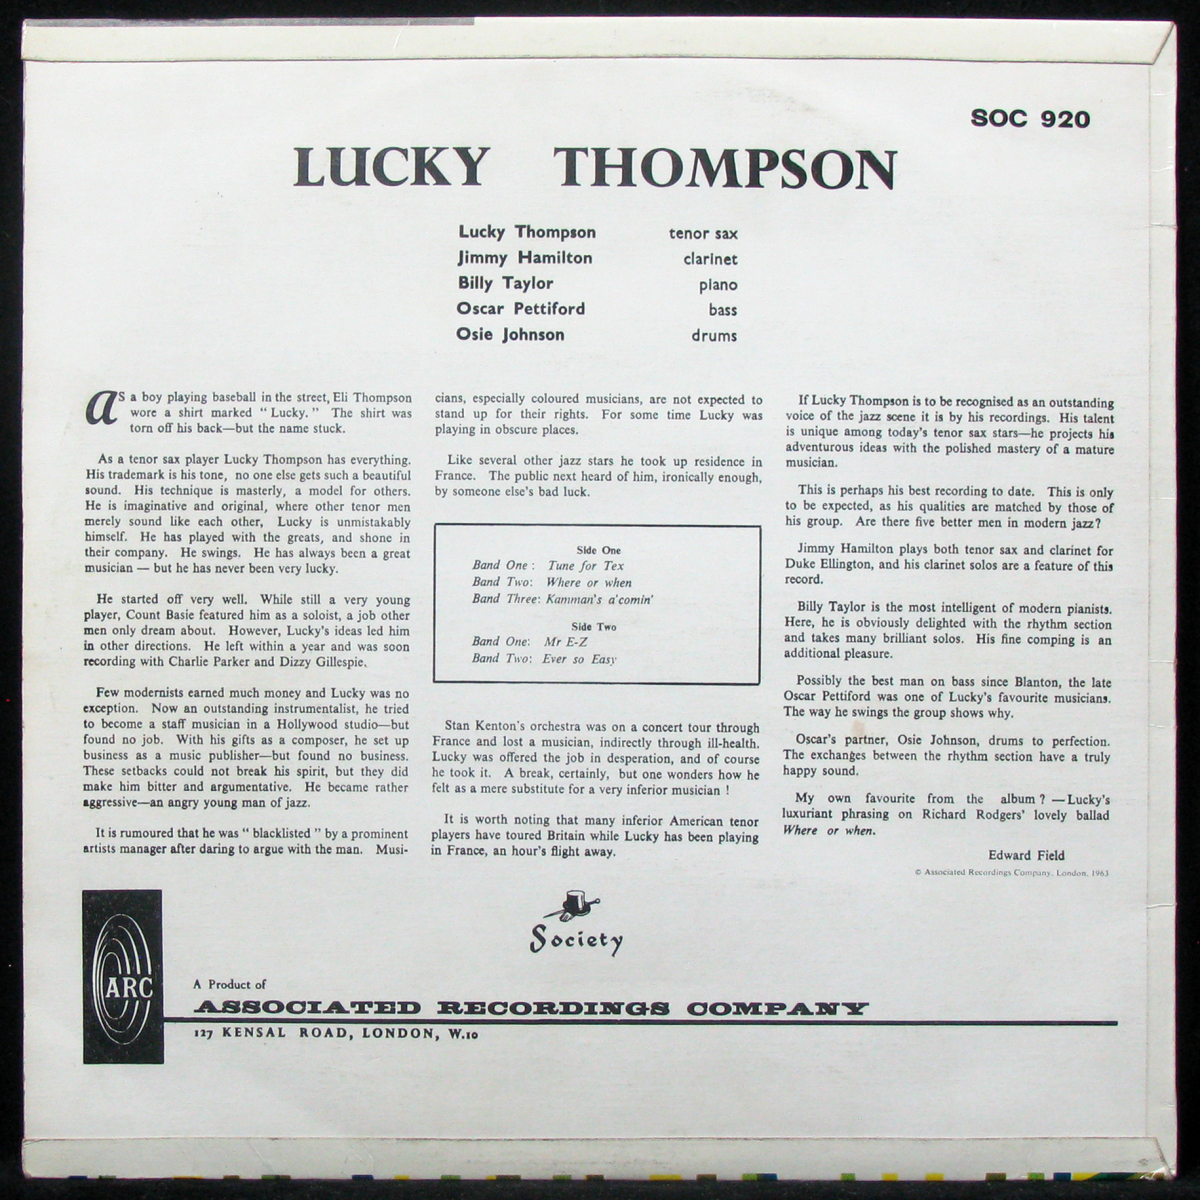 SOC 920
LUCKY THOMPSON
Lucky Thompson tenor sax
Jimmy Hamilton clarinet
Billy Taylor piano
Oscar Pettiford bass
Osie Johnson drums
As a boy playing baseball in the street, Eli Thompson
wore a shirt marked “ Lucky. ” The shirt was
torn off his back—but the name stuck.
As a tenor sax player Lucky Thompson has everything.
His trademark is his tone, no one else gets such a beautiful
sound. His technique is masterly, a model for others.
He is imaginative and original, where other tenor men
merely sound like each other, Lucky is unmistakably
himself. He has played with the greats, and shone in
their company. He swings. He has always been a great
musician — but he has never been very lucky.
He started off very well. While still a very young
player, Count Basie featured him as a soloist, a job other
men only dream about. However, Lucky's ideas led him
in other directions. He left within a year and was soon
recording with Charlie Parker and Dizzy Gillespie.
Few modernists earned much money and Lucky was no
exception. Now an outstanding instrumentalist, he tried
to become a staff musician in a Hollywood studio—but
found no job. With his gifts as a composer, he set up
business as a music publisher—but found no business.
These setbacks could not break his spirit, but they did
make him bitter and argumentative. He became rather
aggressive—an angry young man of jazz.
It is rumoured that he was “ blacklisted ” by a prominent
artists manager after daring to argue with the man. Musi-
cians, especially coloured musicians, are not expected to
stand up for their rights. For some time Lucky was
playing in obscure places.
Like several other jazz stars he took up residence in
France. The public next heard of him, ironically enough,
by someone else's bad luck.
Side One
Band One : Tune for Tex
Band Two: Where or when
Band Three: Kamman's a'comin'
Side Two
Band One: Mr E-Z
Band Two: Ever so Easy
Stan Kenton's orchestra was on a concert tour through
France and lost a musician, indirectly through ill-health.
Lucky was offered the job in desperation, and of course
he took it. A break, certainly, but one wonders how he
felt as a mere substitute for a very inferior musician !
It is worth noting that many inferior American tenor
players have toured Britain while Lucky has been playing
in France, an hour's flight away.
If Lucky Thompson is to be recognised as an outstanding
voice of the jazz scene it is by his recordings. His talent
is unique among today's tenor sax stars—he projects his
adventurous ideas with the polished mastery of a mature
musician.
This is perhaps his best recording to date. This is only
to be expected, as his qualities are matched by those of
his group. Are there five better men in modern jazz?
Jimmy Hamilton plays both tenor sax and clarinet for
Duke Ellington, and his clarinet solos are a feature of this
record.
Billy Taylor is the most intelligent of modern pianists.
Here, he is obviously delighted with the rhythm section
and takes many brilliant solos. His fine comping is an
additional pleasure.
Possibly the best man on bass since Blanton, the late
Oscar Pettiford was one of Lucky's favourite musicians.
The way he swings the group shows why.
Oscar's partner, Osie Johnson, drums to perfection.
The exchanges between the rhythm section have a truly
happy sound.
My own favourite from the album ? —Lucky's
luxuriant phrasing on Richard Rodgers' lovely ballad
Where or when.
Edward Field
© Associated Recordings Company, London, 1963
Society
ARC
A Product of
ASSOCIATED RECORDINGS COMPANY
127 KENSAL ROAD, LONDON, W.10